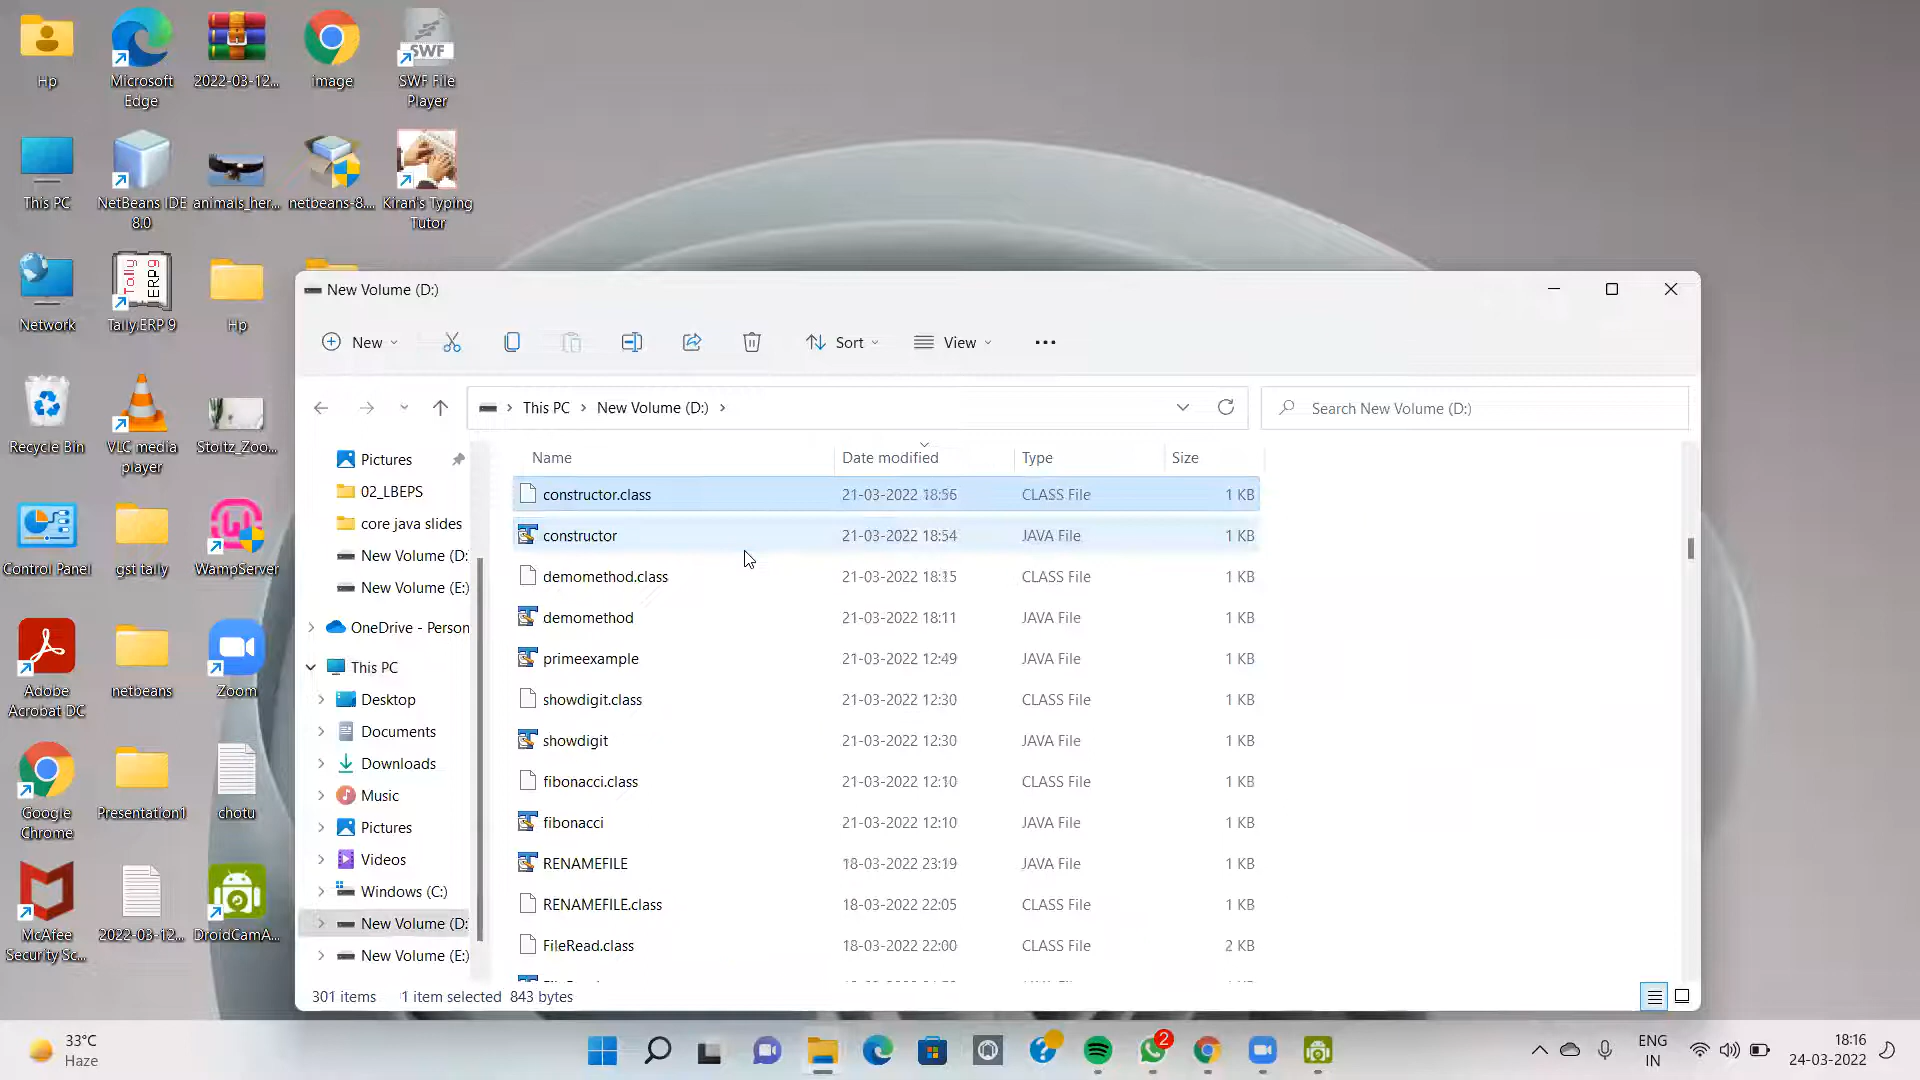 Hp
Microsoft
Edge
2022-03-12...
image
SWF
SWF File
Player
This PC
NetBeans IDE
8.0
animals_her...
netbeans-8....
Kiran's Typing
Tutor
Network
Tally
ERP9
Tally.ERP 9
Hp
Recycle Bin
VLC media
player
Stoltz_Zoo...
Control Panel
gst tally
WampServer
Adobe
Acrobat DC
netbeans
Zoom
Google
Chrome
Presentation1
chotu
McAfee
Security Sc...
2022-03-12...
DroidCamA...
New Volume (D:)
New
Sort
View
This PC
New Volume (D:)
Search New Volume (D:)
Pictures
02_LBEPS
core java slides
New Volume (D:
New Volume (E:)
OneDrive - Person
This PC
Desktop
Documents
Downloads
Music
Pictures
Videos
Windows (C:)
New Volume (D:
New Volume (E:)
Name Date modified Type Size
constructor.class 21-03-2022 18:56 CLASS File 1 KB
constructor 21-03-2022 18:54 JAVA File 1 KB
demomethod.class 21-03-2022 18:15 CLASS File 1 KB
demomethod 21-03-2022 18:11 JAVA File 1 KB
primeexample 21-03-2022 12:49 JAVA File 1 KB
showdigit.class 21-03-2022 12:30 CLASS File 1 KB
showdigit 21-03-2022 12:30 JAVA File 1 KB
fibonacci.class 21-03-2022 12:10 CLASS File 1 KB
fibonacci 21-03-2022 12:10 JAVA File 1 KB
RENAMEFILE 18-03-2022 23:19 JAVA File 1 KB
RENAMEFILE.class 18-03-2022 22:05 CLASS File 1 KB
FileRead.class 18-03-2022 22:00 CLASS File 2 KB
301 items 1 item selected 843 bytes
33°C
Haze
2
ENG
IN
18:16
24-03-2022